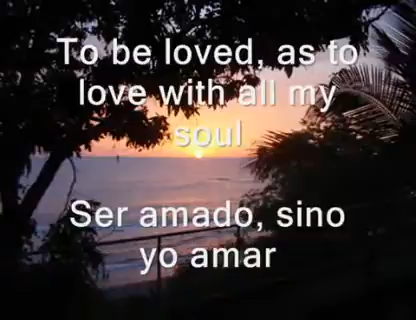 To be loved, as to
love with all my
soul
Ser amado, sino
yo amar